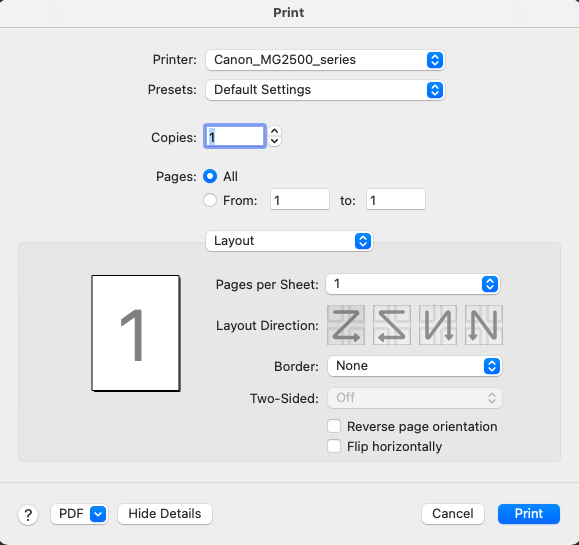 Print
Printer: Canon_MG2500_series
Presets: Default Settings
Copies: 1
Pages: All
From: 1 to: 1
Layout
Pages per Sheet: 1
1
Layout Direction:
Border: None
Two-Sided: Off
Reverse page orientation
Flip horizontally
? PDF Hide Details Cancel Print